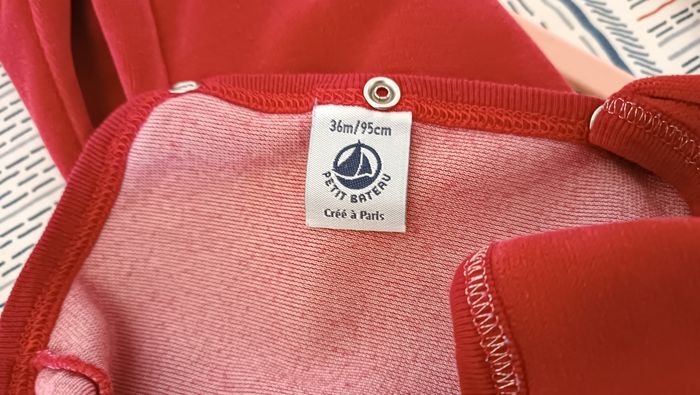 36m/95cm
PETIT BATEAU
Créé à Paris